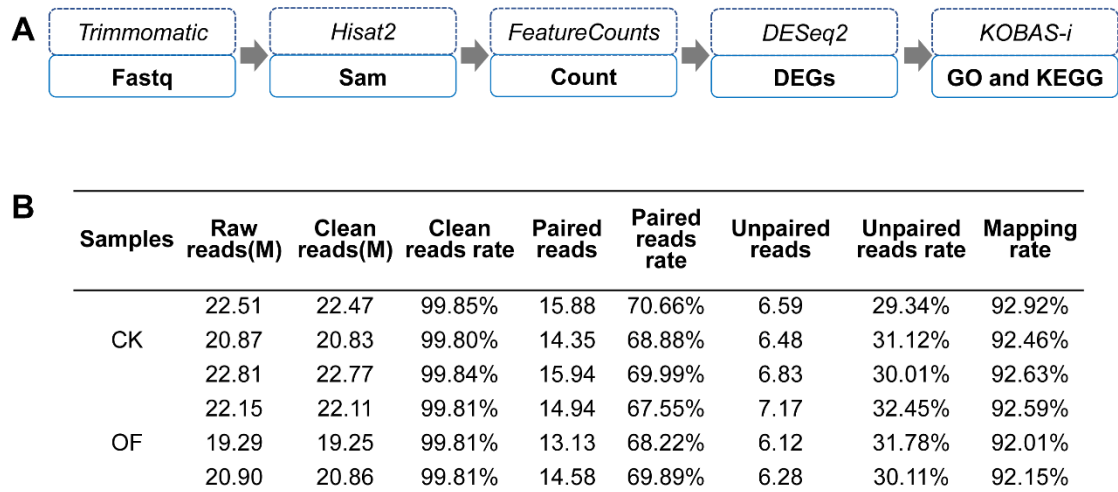 A
Trimmomatic Hisat2 FeatureCounts DESeq2 KOBAS-i
Fastq Sam Count DEGs GO and KEGG
B
Samples Raw reads(M) Clean reads(M) Clean reads rate Paired reads Paired reads rate Unpaired reads Unpaired reads rate Mapping rate
22.51 22.47 99.85% 15.88 70.66% 6.59 29.34% 92.92%
CK 20.87 20.83 99.80% 14.35 68.88% 6.48 31.12% 92.46%
22.81 22.77 99.84% 15.94 69.99% 6.83 30.01% 92.63%
22.15 22.11 99.81% 14.94 67.55% 7.17 32.45% 92.59%
OF 19.29 19.25 99.81% 13.13 68.22% 6.12 31.78% 92.01%
20.90 20.86 99.81% 14.58 69.89% 6.28 30.11% 92.15%